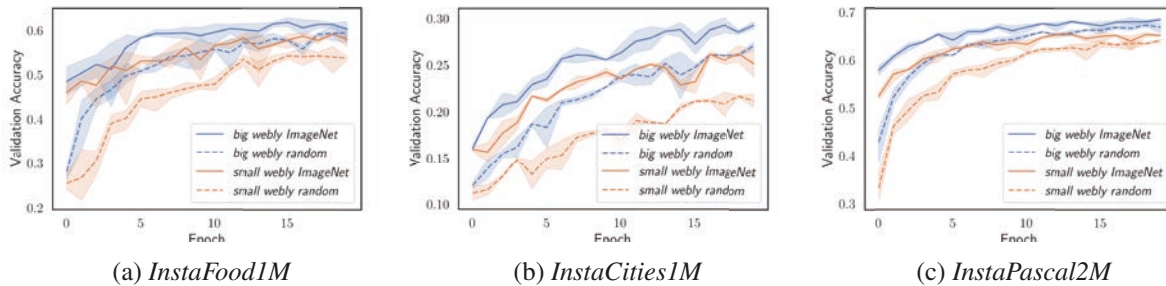 0.6
0.5
0.4
0.3
0.2
Validation Accuracy
big webly ImageNet
big webly random
small webly ImageNet
small webly random
0 5 10 15
Epoch
(a) InstaFood1M
0.30
0.25
0.20
0.15
0.10
Validation Accuracy
big webly ImageNet
big webly random
small webly ImageNet
small webly random
0 5 10 15
Epoch
(b) InstaCities1M
0.7
0.6
0.5
0.4
0.3
Validation Accuracy
big webly ImageNet
big webly random
small webly ImageNet
small webly random
0 5 10 15
Epoch
(c) InstaPascal2M